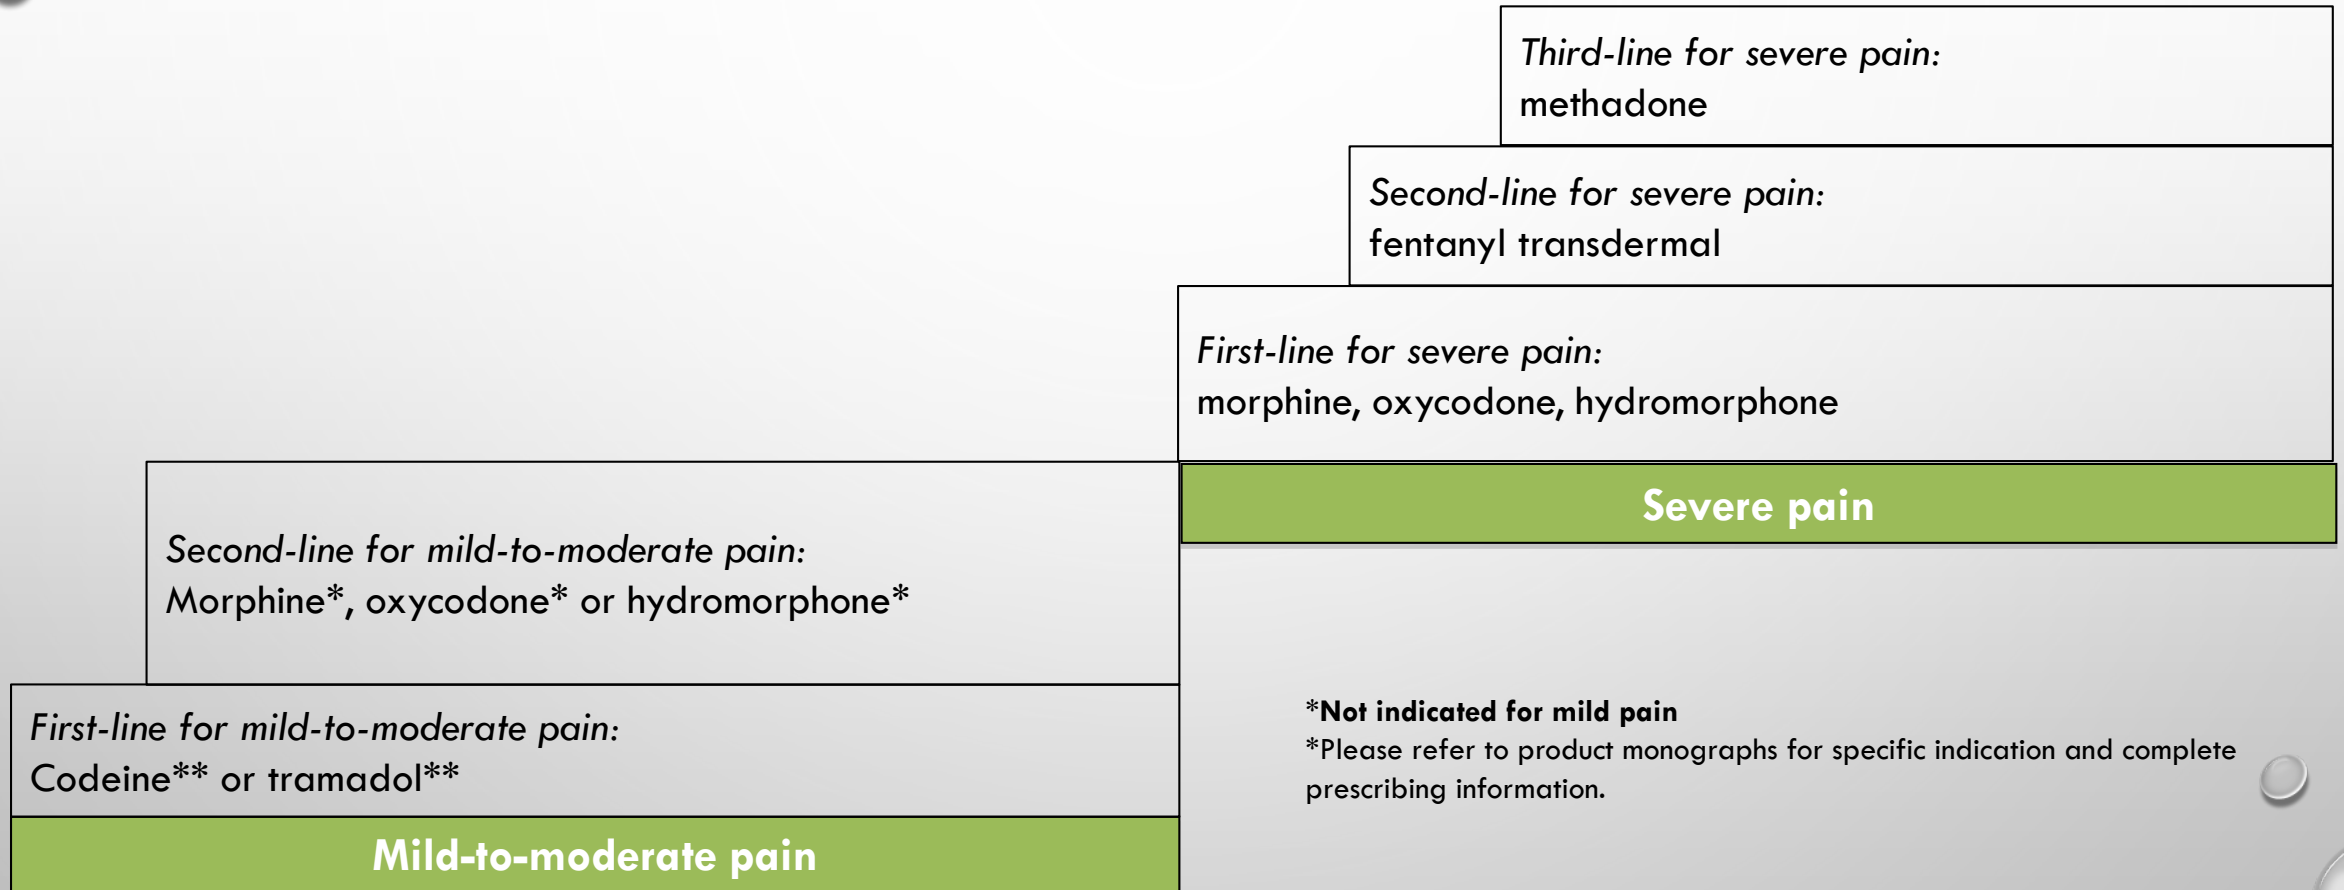 Third-line for severe pain:
methadone
Second-line for severe pain:
fentanyl transdermal
First-line for severe pain:
morphine, oxycodone, hydromorphone
Severe pain
Second-line for mild-to-moderate pain:
Morphine*, oxycodone* or hydromorphone*
First-line for mild-to-moderate pain:
Codeine** or tramadol**
Mild-to-moderate pain
*Not indicated for mild pain
*Please refer to product monographs for specific indication and complete
prescribing information.